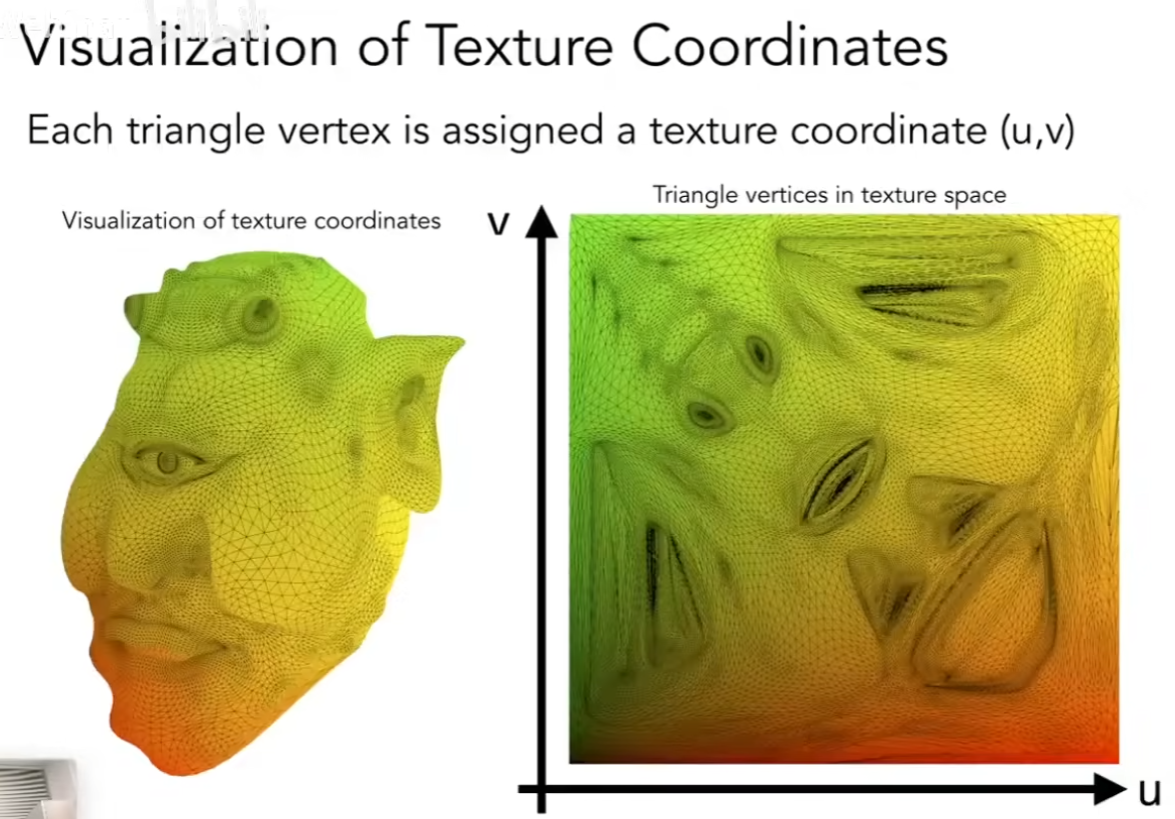 Visualization of Texture Coordinates
Each triangle vertex is assigned a texture coordinate (u,v)
Visualization of texture coordinates
v
Triangle vertices in texture space
u